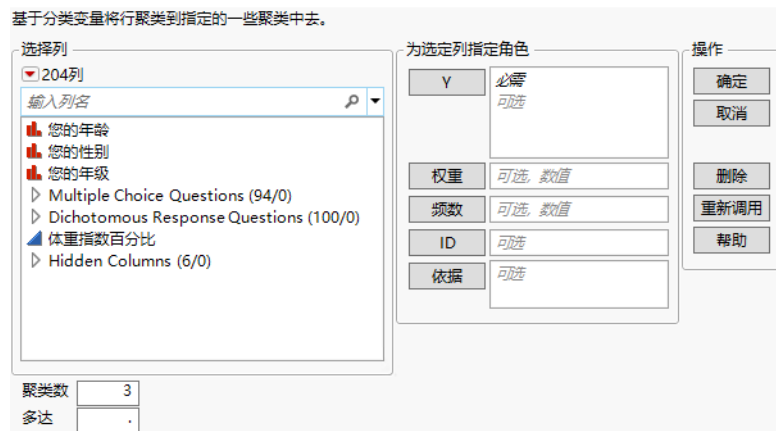 基于分类变量将行聚类到指定的一些聚类中去。
选择列
204列
输入列名
您的年龄
您的性别
您的年级
Multiple Choice Questions (94/0)
Dichotomous Response Questions (100/0)
体重指数百分比
Hidden Columns (6/0)
为选定列指定角色
Y 必需
可选
权重 可选, 数值
频数 可选, 数值
ID 可选
依据 可选
操作
确定
取消
删除
重新调用
帮助
聚类数 3
多达 .